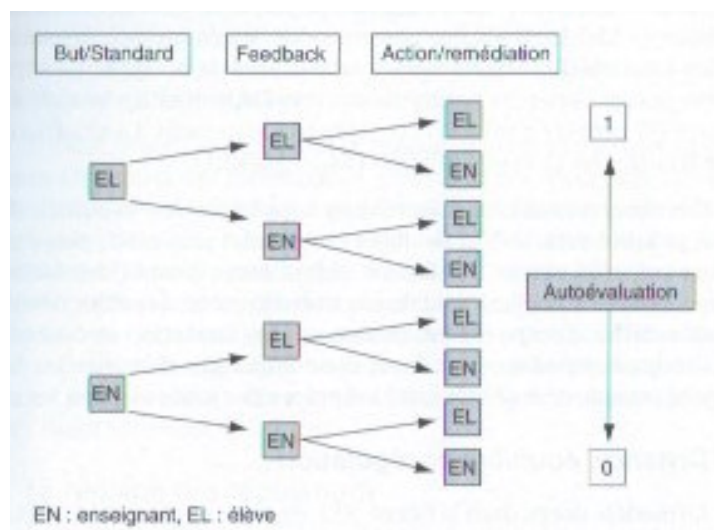 But/Standard Feedback Action/remédiation
EL 1
EL
EN
EL
EL
EN
EN
Autoévaluation
EL
EL
EN
EN
EL
EN
EN 0
EN : enseignant, EL : élève